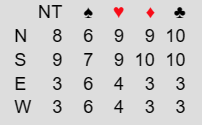 NT ♠ ♥ ♦ ♣
N 8 6 9 9 10
S 9 7 9 10 10
E 3 6 4 3 3
W 3 6 4 3 3